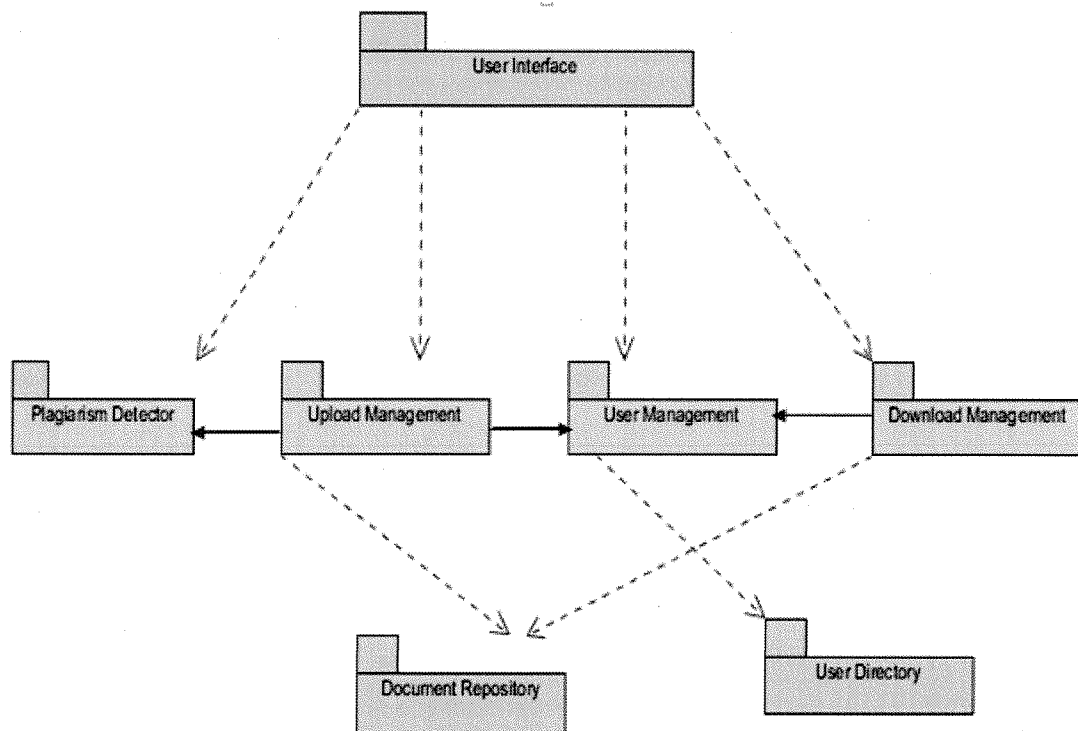 User Interface
Plagiarism Detector
Upload Management
User Management
Download Management
Document Repository
User Directory